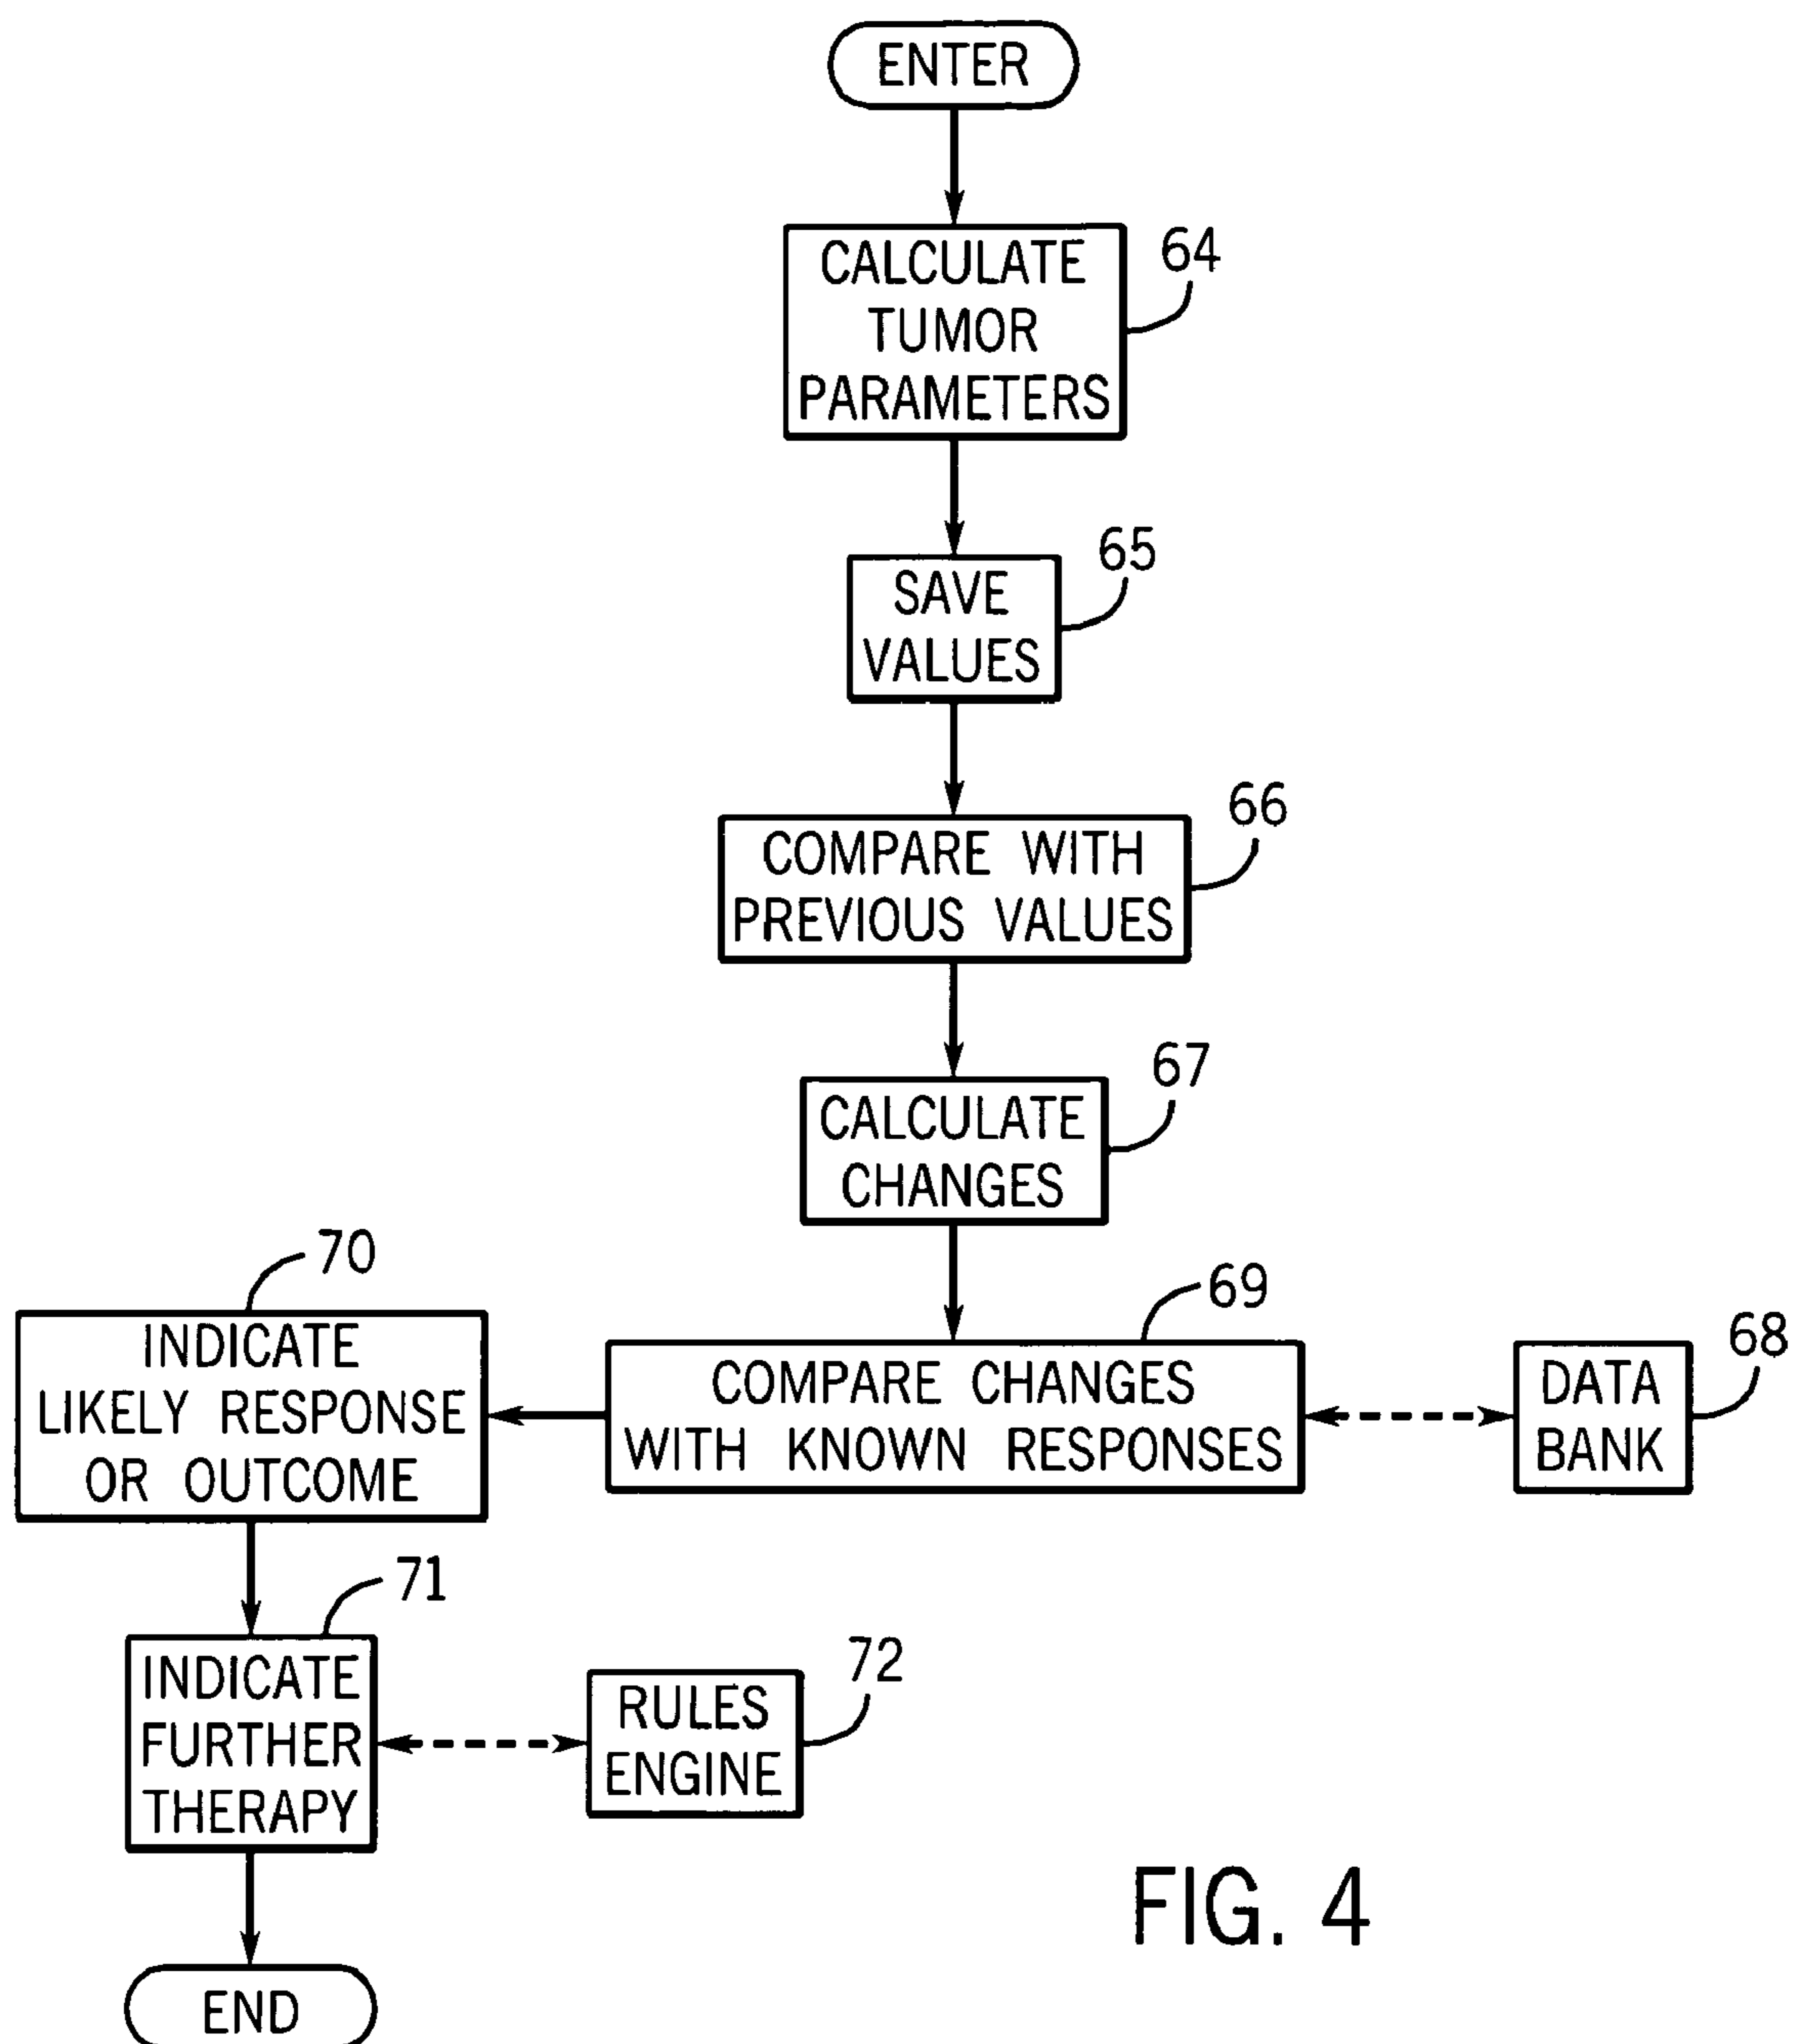 ENTER
CALCULATE
TUMOR
PARAMETERS
64
SAVE
VALUES
65
COMPARE WITH
PREVIOUS VALUES
66
CALCULATE
CHANGES
67
COMPARE CHANGES
WITH KNOWN RESPONSES
69
DATA
BANK
68
INDICATE
LIKELY RESPONSE
OR OUTCOME
70
INDICATE
FURTHER
THERAPY
71
RULES
ENGINE
72
END
FIG. 4